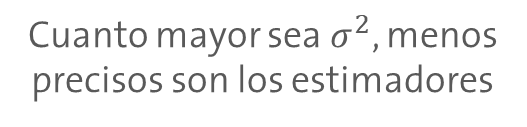 Cuanto mayor sea σ², menos
precisos son los estimadores